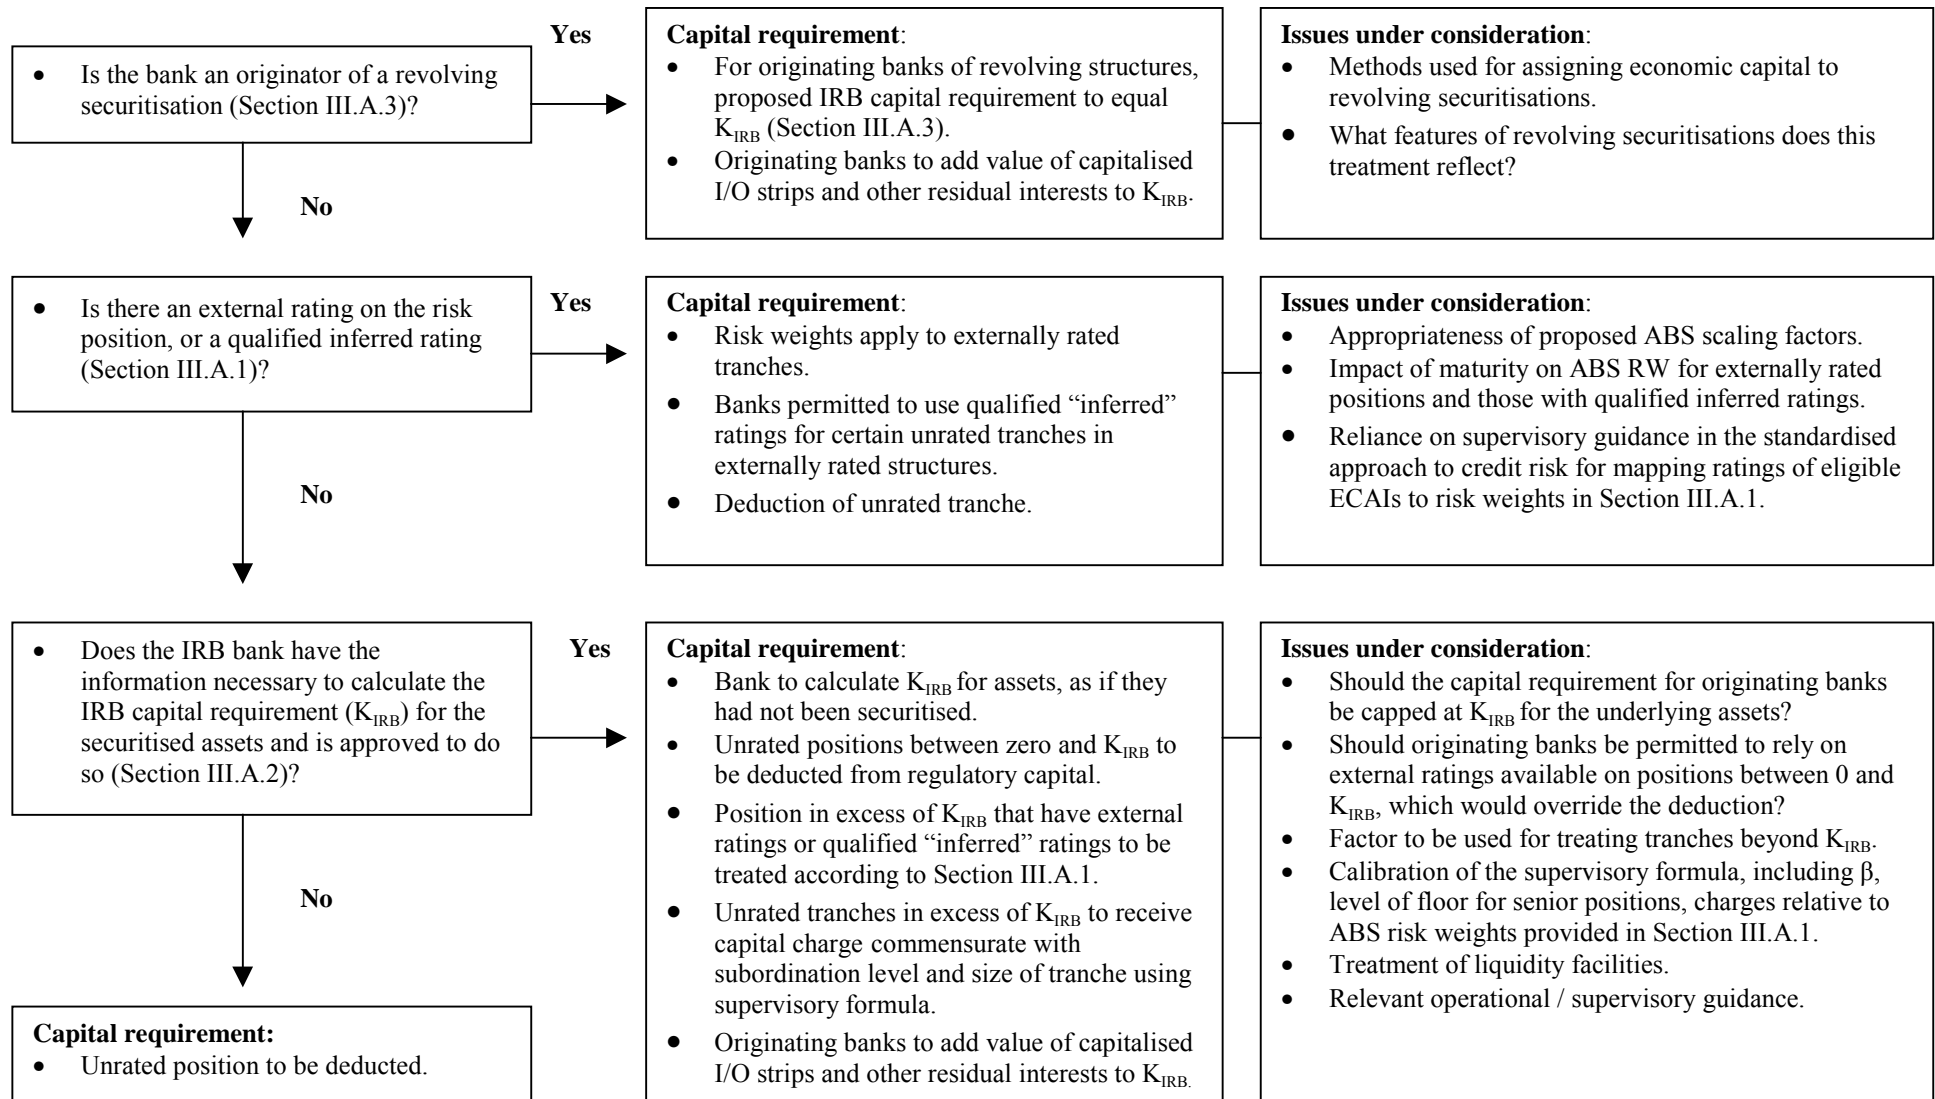 • Is the bank an originator of a revolving
securitisation (Section III.A.3)?
Yes
No
Capital requirement:
• For originating banks of revolving structures,
proposed IRB capital requirement to equal
KIRB (Section III.A.3).
• Originating banks to add value of capitalised
I/O strips and other residual interests to KIRB.
Issues under consideration:
• Methods used for assigning economic capital to
revolving securitisations.
• What features of revolving securitisations does this
treatment reflect?
• Is there an external rating on the risk
position, or a qualified inferred rating
(Section III.A.1)?
Yes
No
Capital requirement:
• Risk weights apply to externally rated
tranches.
• Banks permitted to use qualified “inferred”
ratings for certain unrated tranches in
externally rated structures.
• Deduction of unrated tranche.
Issues under consideration:
• Appropriateness of proposed ABS scaling factors.
• Impact of maturity on ABS RW for externally rated
positions and those with qualified inferred ratings.
• Reliance on supervisory guidance in the standardised
approach to credit risk for mapping ratings of eligible
ECAIs to risk weights in Section III.A.1.
• Does the IRB bank have the
information necessary to calculate the
IRB capital requirement (KIRB) for the
securitised assets and is approved to do
so (Section III.A.2)?
Yes
No
Capital requirement:
• Bank to calculate KIRB for assets, as if they
had not been securitised.
• Unrated positions between zero and KIRB to
be deducted from regulatory capital.
• Position in excess of KIRB that have external
ratings or qualified “inferred” ratings to be
treated according to Section III.A.1.
• Unrated tranches in excess of KIRB to receive
capital charge commensurate with
subordination level and size of tranche using
supervisory formula.
• Originating banks to add value of capitalised
I/O strips and other residual interests to KIRB.
Issues under consideration:
• Should the capital requirement for originating banks
be capped at KIRB for the underlying assets?
• Should originating banks be permitted to rely on
external ratings available on positions between 0 and
KIRB, which would override the deduction?
• Factor to be used for treating tranches beyond KIRB.
• Calibration of the supervisory formula, including β,
level of floor for senior positions, charges relative to
ABS risk weights provided in Section III.A.1.
• Treatment of liquidity facilities.
• Relevant operational / supervisory guidance.
Capital requirement:
• Unrated position to be deducted.